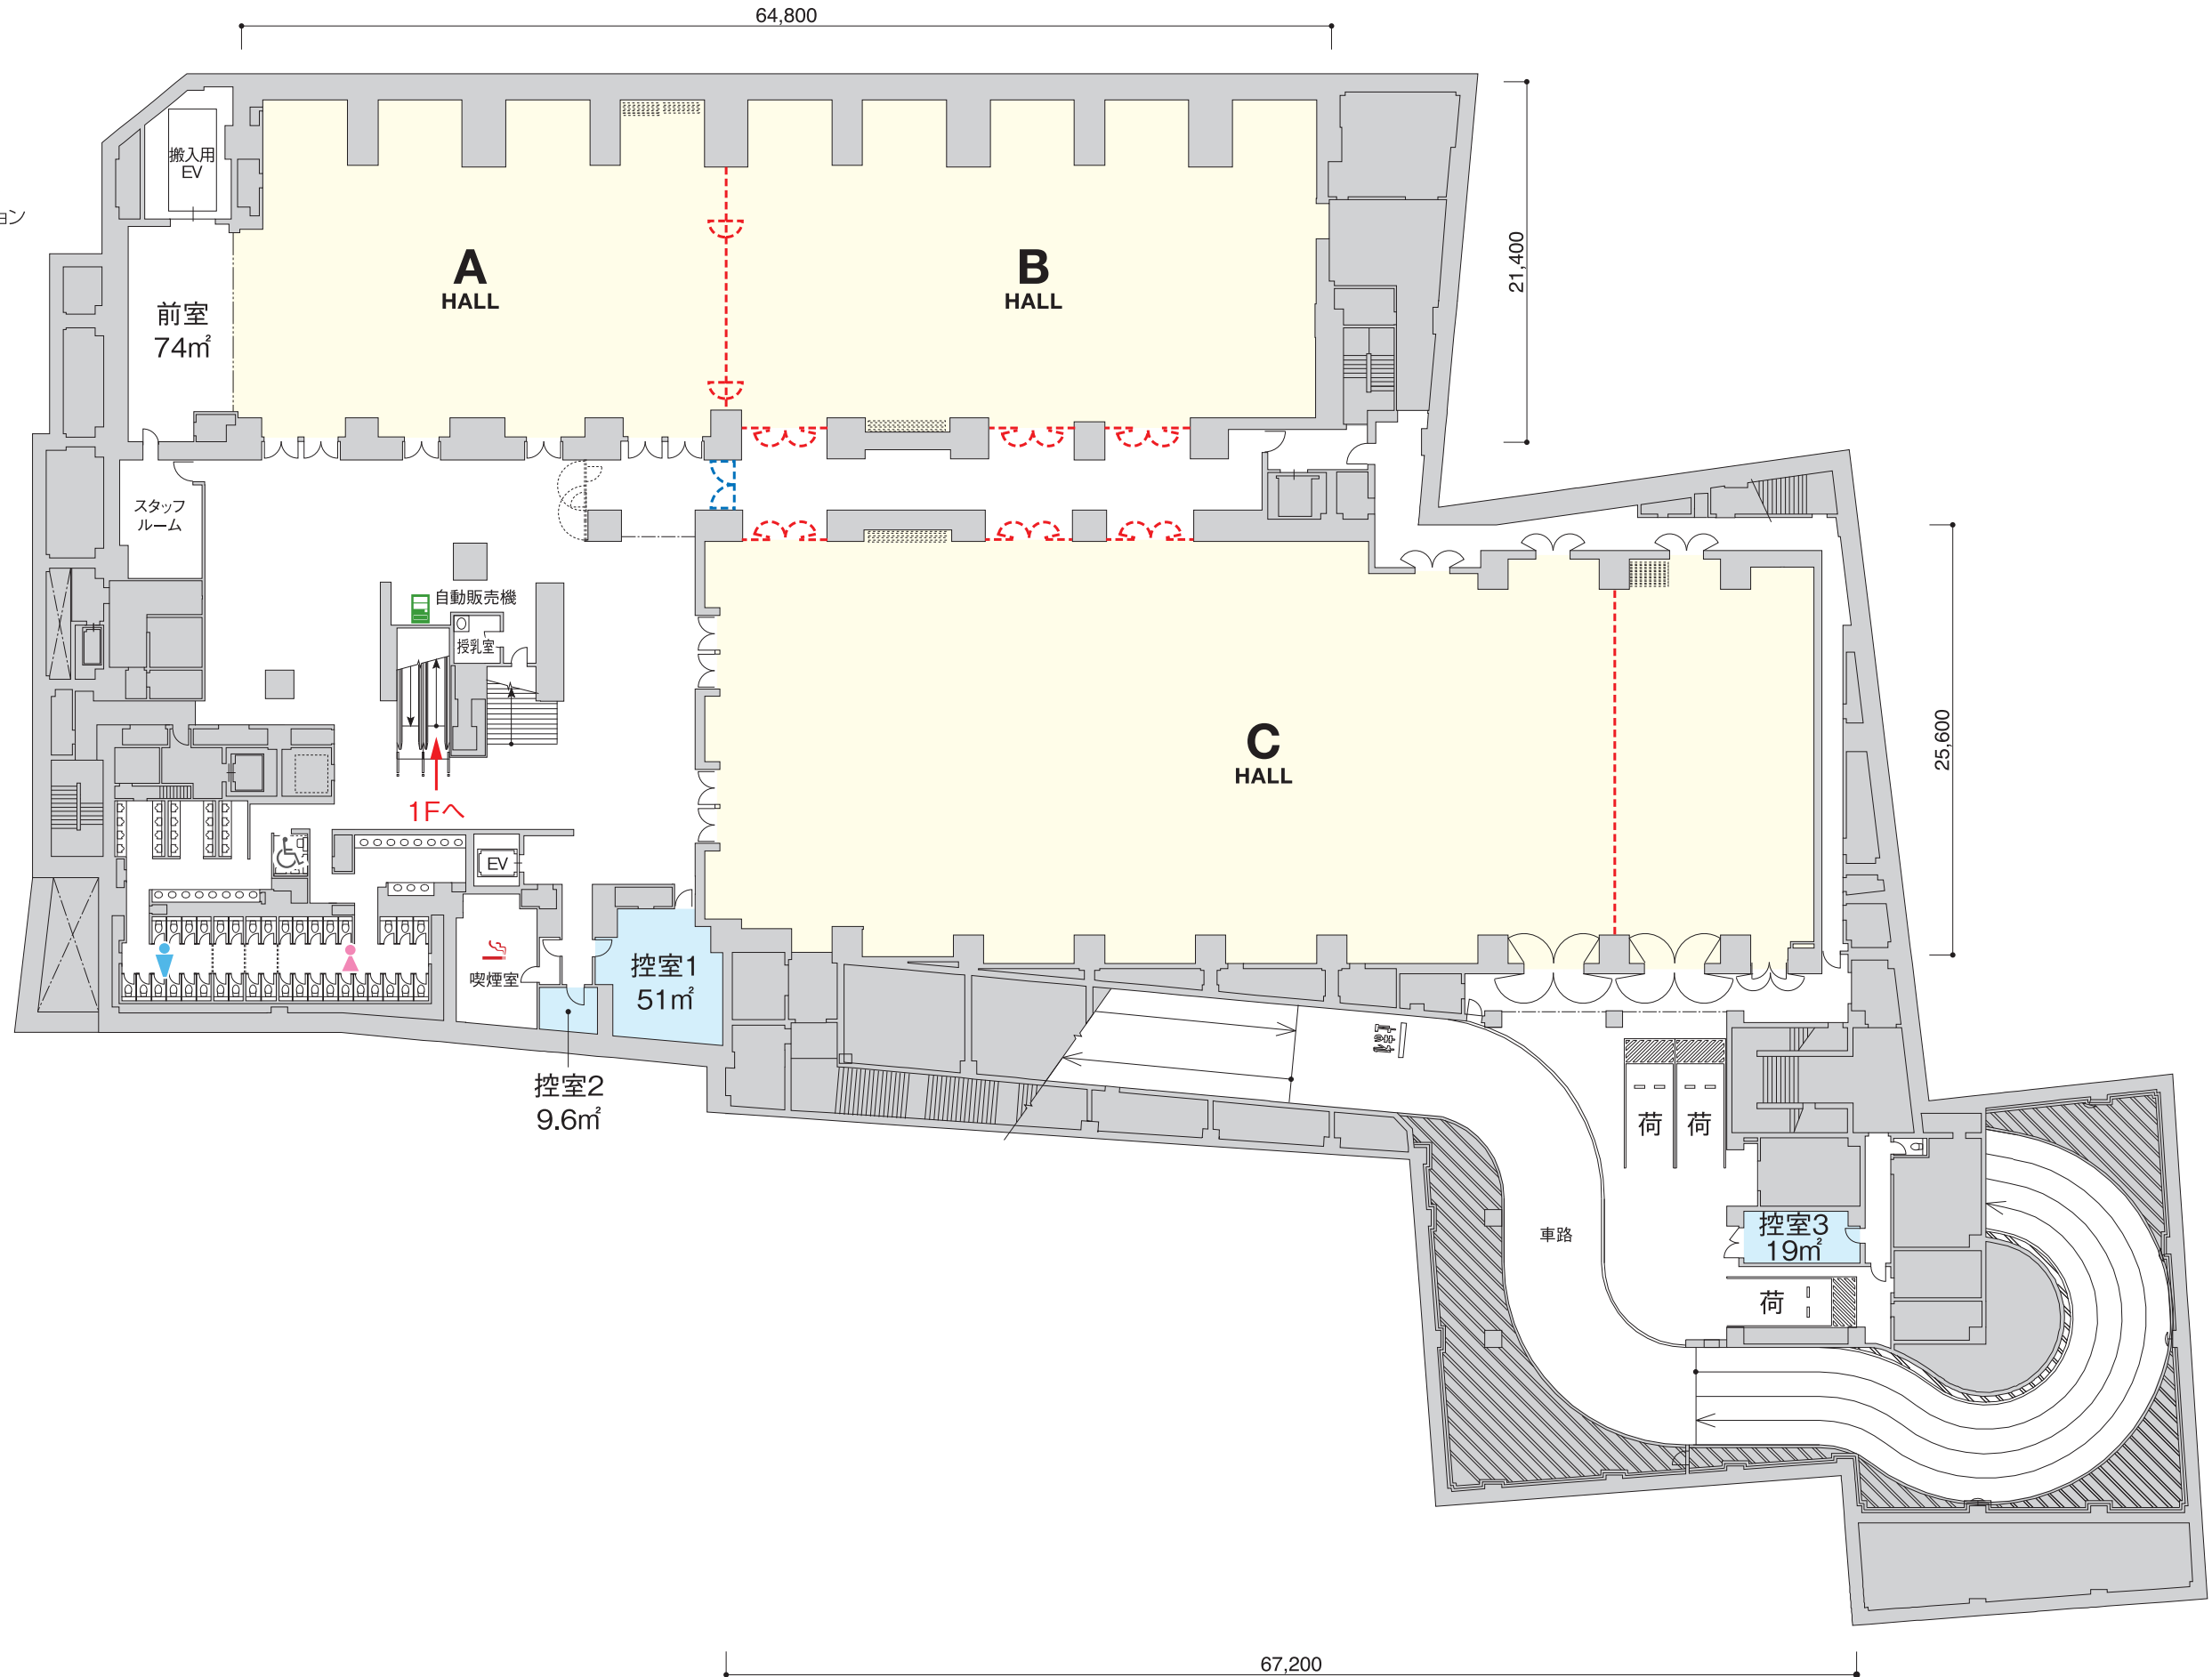 64,800
搬入用
EV
ョン
A
HALL
B
HALL
21,400
前室
74㎡
スタッフ
ルーム
自動販売機
授乳室
25,600
C
HALL
1Fへ
EV
喫煙室
控室1
51㎡
控室2
9.6㎡
荷
荷
車路
控室3
19㎡
荷
67,200